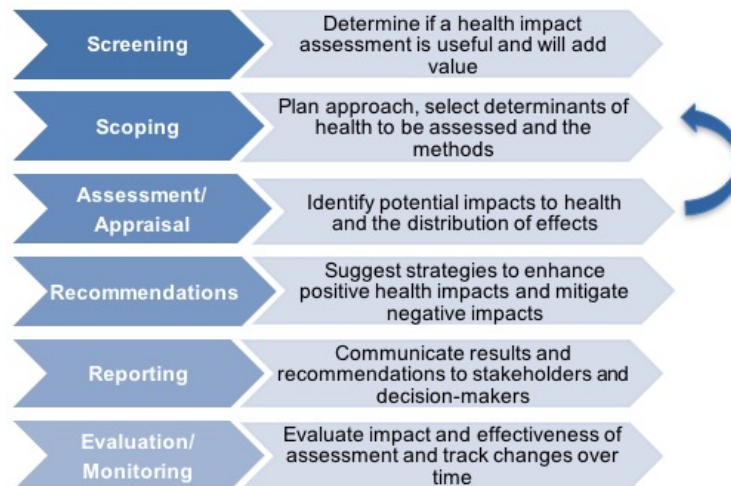 Screening
Determine if a health impact
assessment is useful and will add
value
Scoping
Plan approach, select determinants of
health to be assessed and the
methods
Assessment/
Appraisal
Identify potential impacts to health
and the distribution of effects
Recommendations
Suggest strategies to enhance
positive health impacts and mitigate
negative impacts
Reporting
Communicate results and
recommendations to stakeholders and
decision-makers
Evaluation/
Monitoring
Evaluate impact and effectiveness of
assessment and track changes over
time